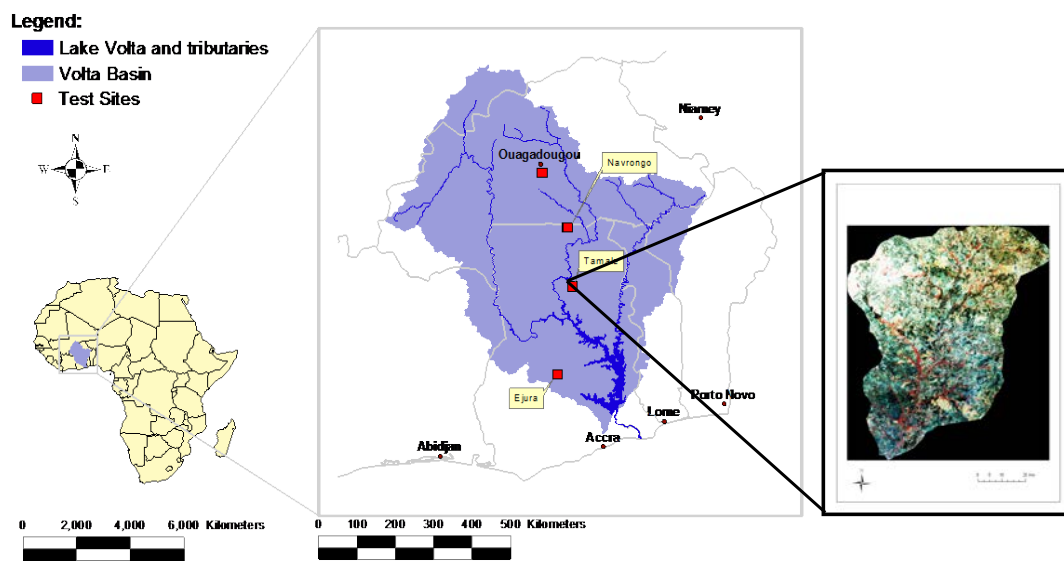 Legend:
Lake Volta and tributaries
Volta Basin
Test Sites
N
W E
S
Niamey
Ouagadougou
Navrongo
Tamale
Ejura
Porto Novo
Lome
Accra
Abidjan
0 2,000 4,000 6,000 Kilometers
0 100 200 300 400 500 Kilometers